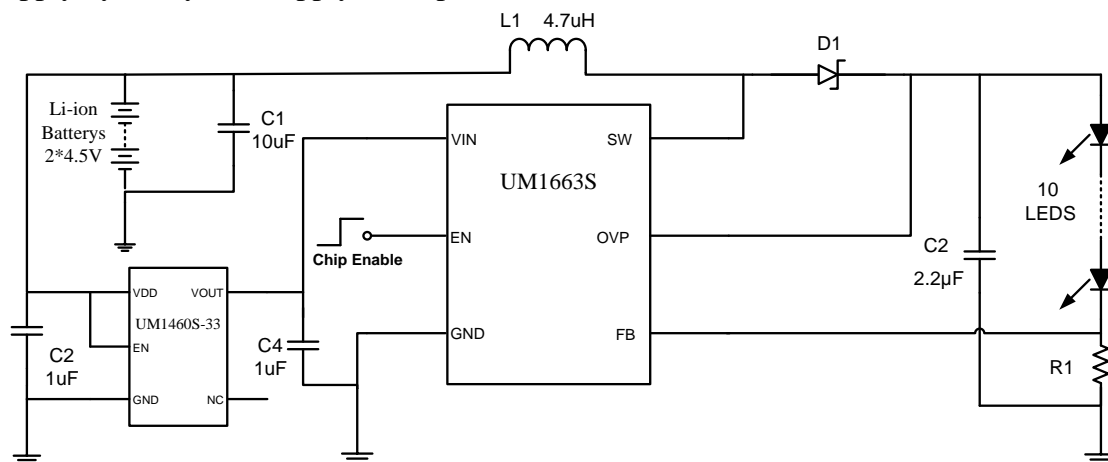 L1 4.7uH
D1
Li-ion
Batterys
2*4.5V
C1
10uF
VIN
SW
UM1663S
10
LEDS
EN
OVP
Chip Enable
C2
2.2µF
VDD
VOUT
UM1460S-33
EN
GND
FB
C2
1uF
C4
1uF
R1
GND
NC